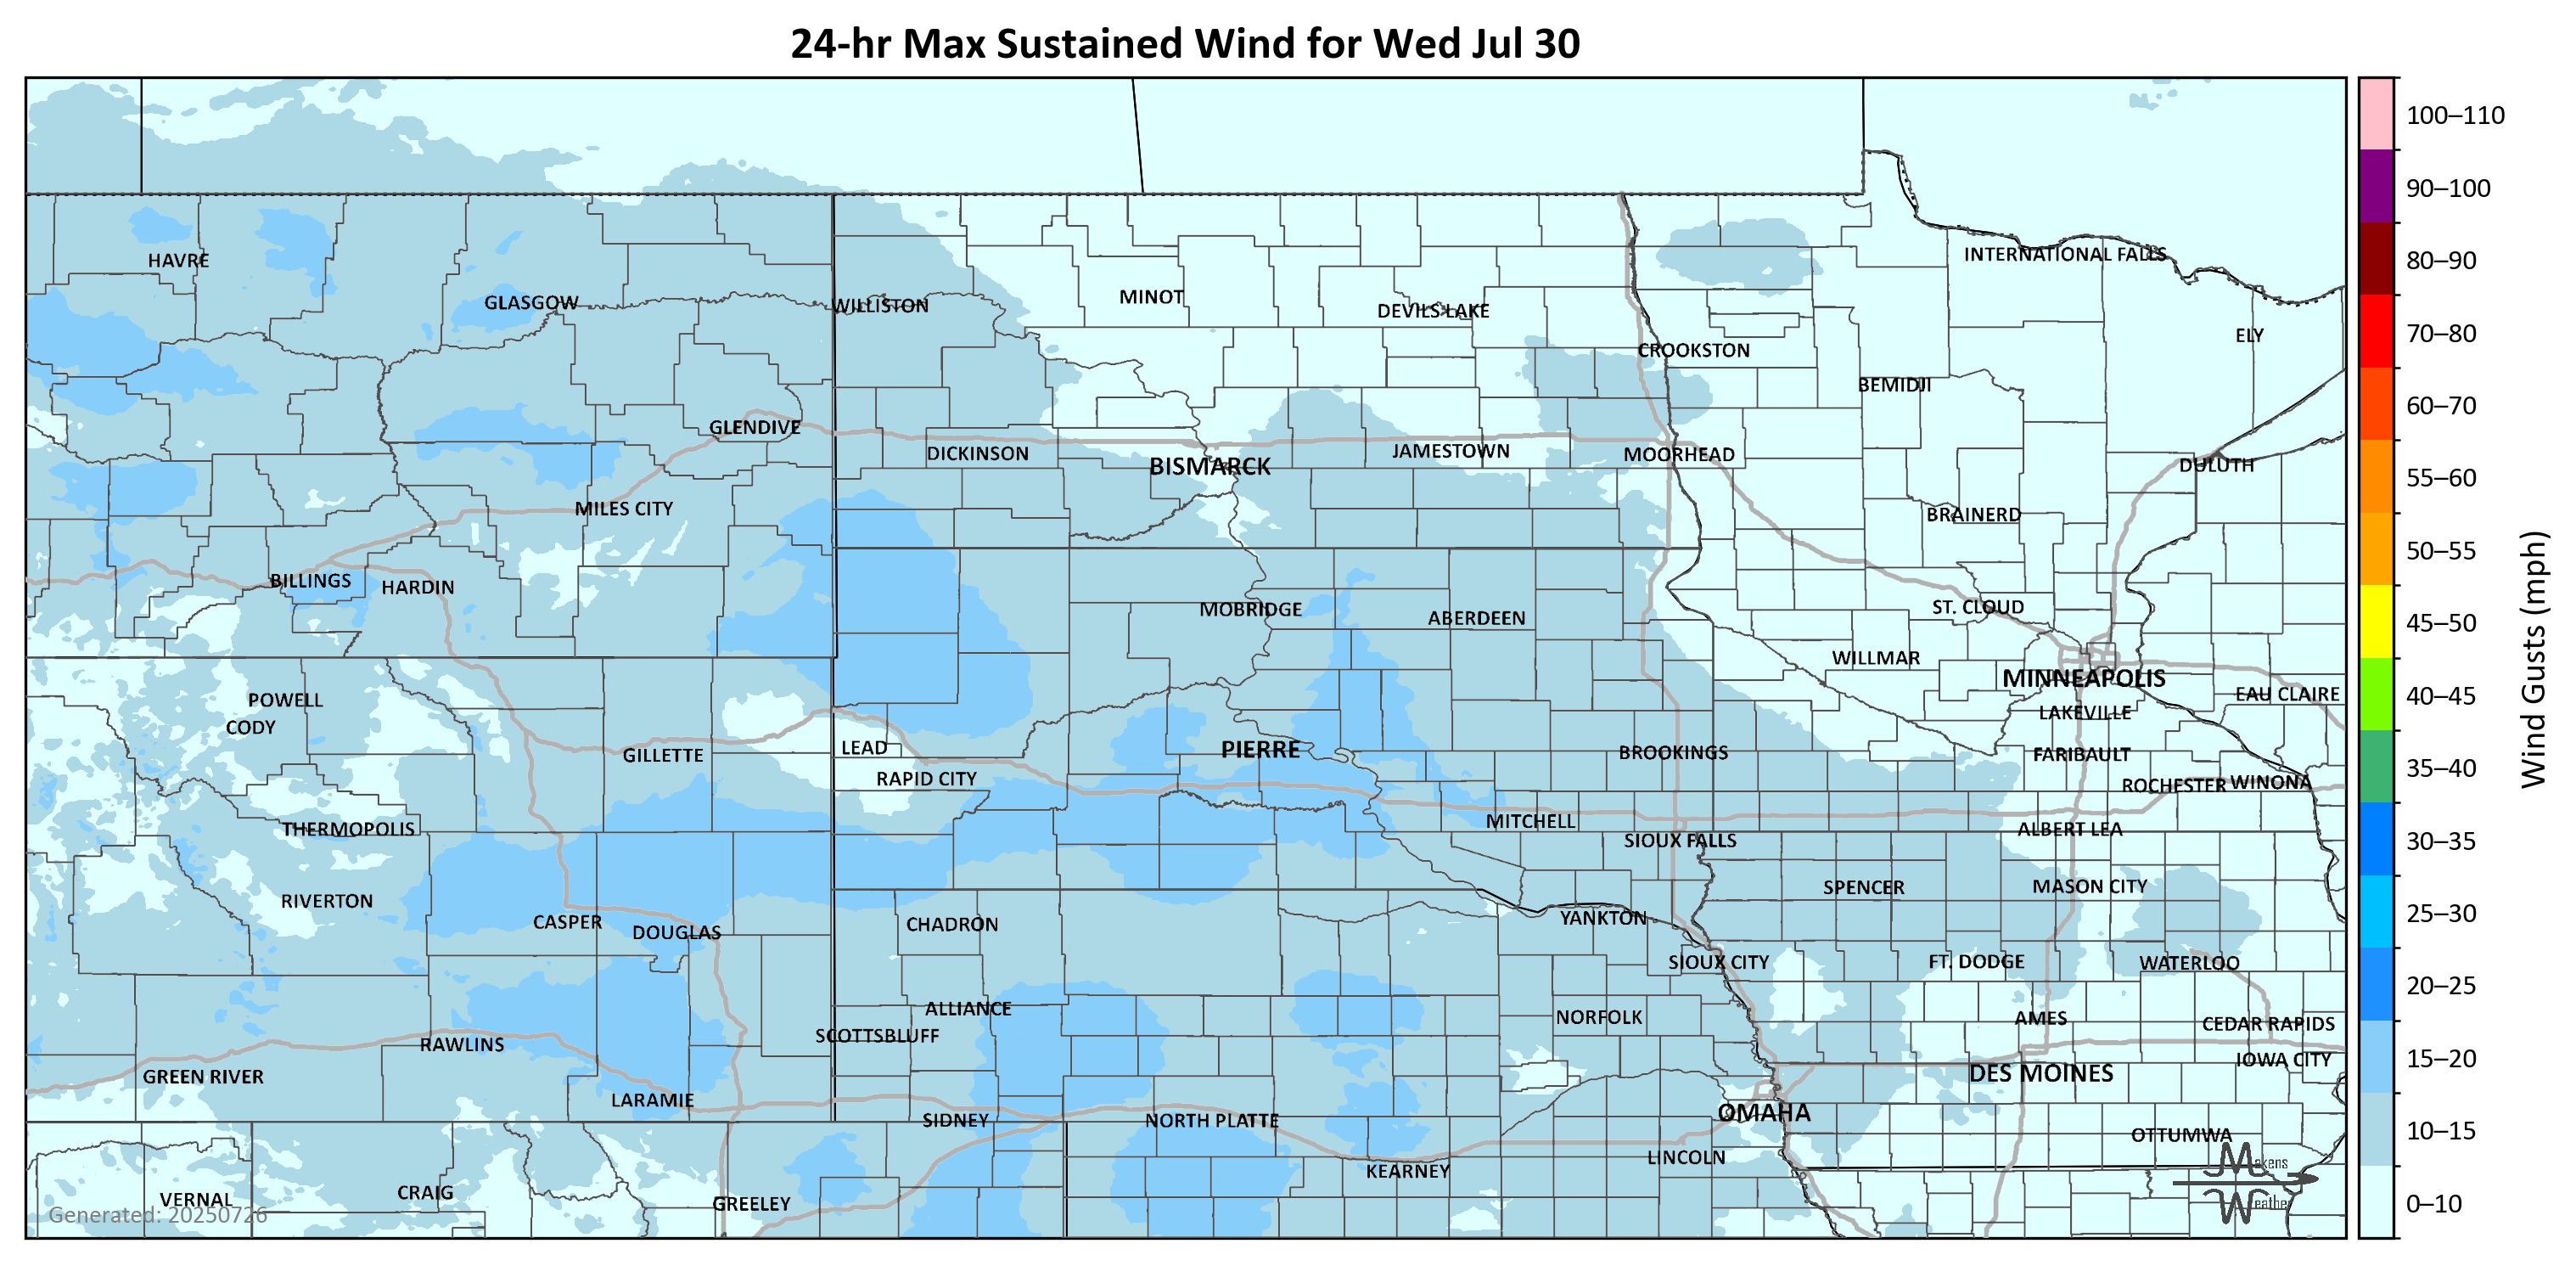 24-hr Max Sustained Wind for Wed Jul 30
100–110
90–100
80–90
70–80
60–70
55–60
50–55
45–50
40–45
35–40
30–35
25–30
20–25
15–20
10–15
0–10
Wind Gusts (mph)
HAVRE
GLASGOW
WILLISTON
MINOT
DEVILS LAKE
INTERNATIONAL FALLS
ELY
CROOKSTON
BEMIDJI
GLENDIVE
DICKINSON
BISMARCK
JAMESTOWN
MOORHEAD
DULUTH
MILES CITY
BRAINERD
BILLINGS
HARDIN
MOBRIDGE
ABERDEEN
ST. CLOUD
WILLMAR
MINNEAPOLIS
EAU CLAIRE
POWELL
CODY
LAKEVILLE
GILLETTE
LEAD
PIERRE
BROOKINGS
FARIBAULT
RAPID CITY
ROCHESTER
WINONA
THERMOPOLIS
MITCHELL
SIOUX FALLS
ALBERT LEA
RIVERTON
SPENCER
MASON CITY
CASPER
DOUGLAS
CHADRON
YANKTON
SIOUX CITY
FT. DODGE
WATERLOO
ALLIANCE
NORFOLK
AMES
CEDAR RAPIDS
SCOTTSBLUFF
RAWLINS
IOWA CITY
GREEN RIVER
DES MOINES
LARAMIE
SIDNEY
NORTH PLATTE
OMAHA
OTTUMWA
KEARNEY
LINCOLN
VERNAL
CRAIG
GREELEY
Generated: 20250726
Makens
Weather